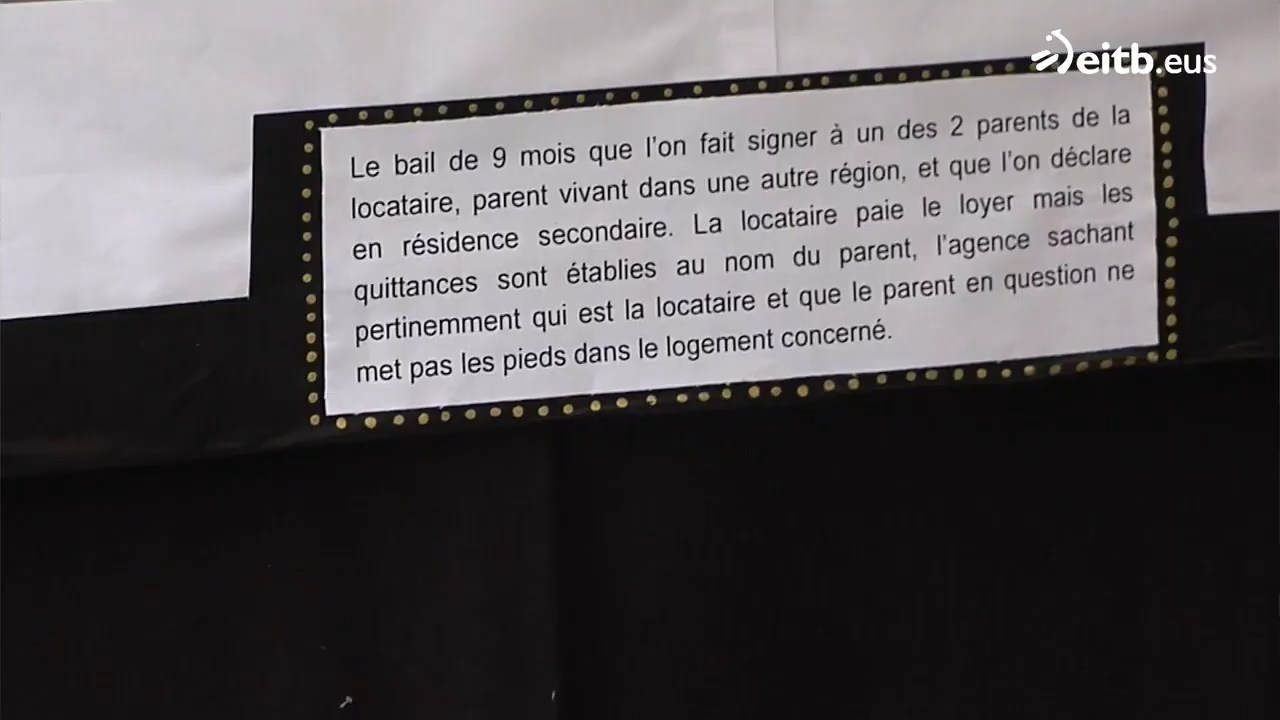 eitb.eus
Le bail de 9 mois que l'on fait signer à un des 2 parents de la
locataire, parent vivant dans une autre région, et que l'on déclare
en résidence secondaire. La locataire paie le loyer mais les
quittances sont établies au nom du parent, l'agence sachant
pertinemment qui est la locataire et que le parent en question ne
met pas les pieds dans le logement concerné.